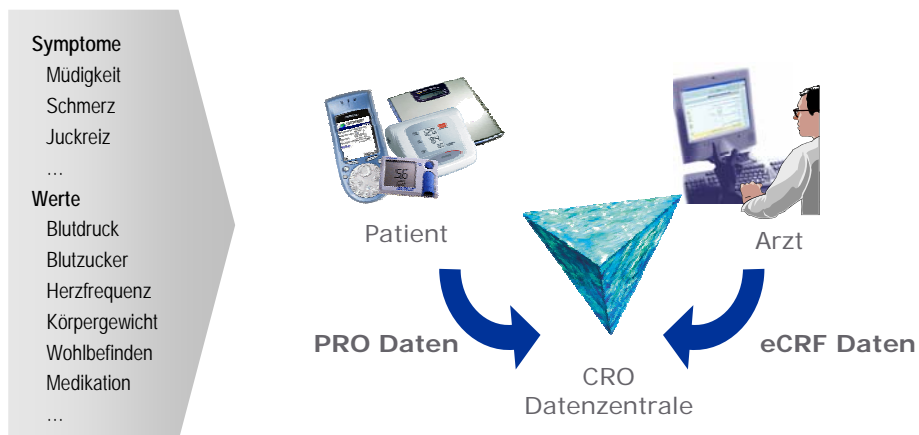 Symptome
Müdigkeit
Schmerz
Juckreiz
...
Werte
Blutdruck
Blutzucker
Herzfrequenz
Körpergewicht
Wohlbefinden
Medikation
...
Patient
Arzt
PRO Daten
eCRF Daten
CRO
Datenzentrale